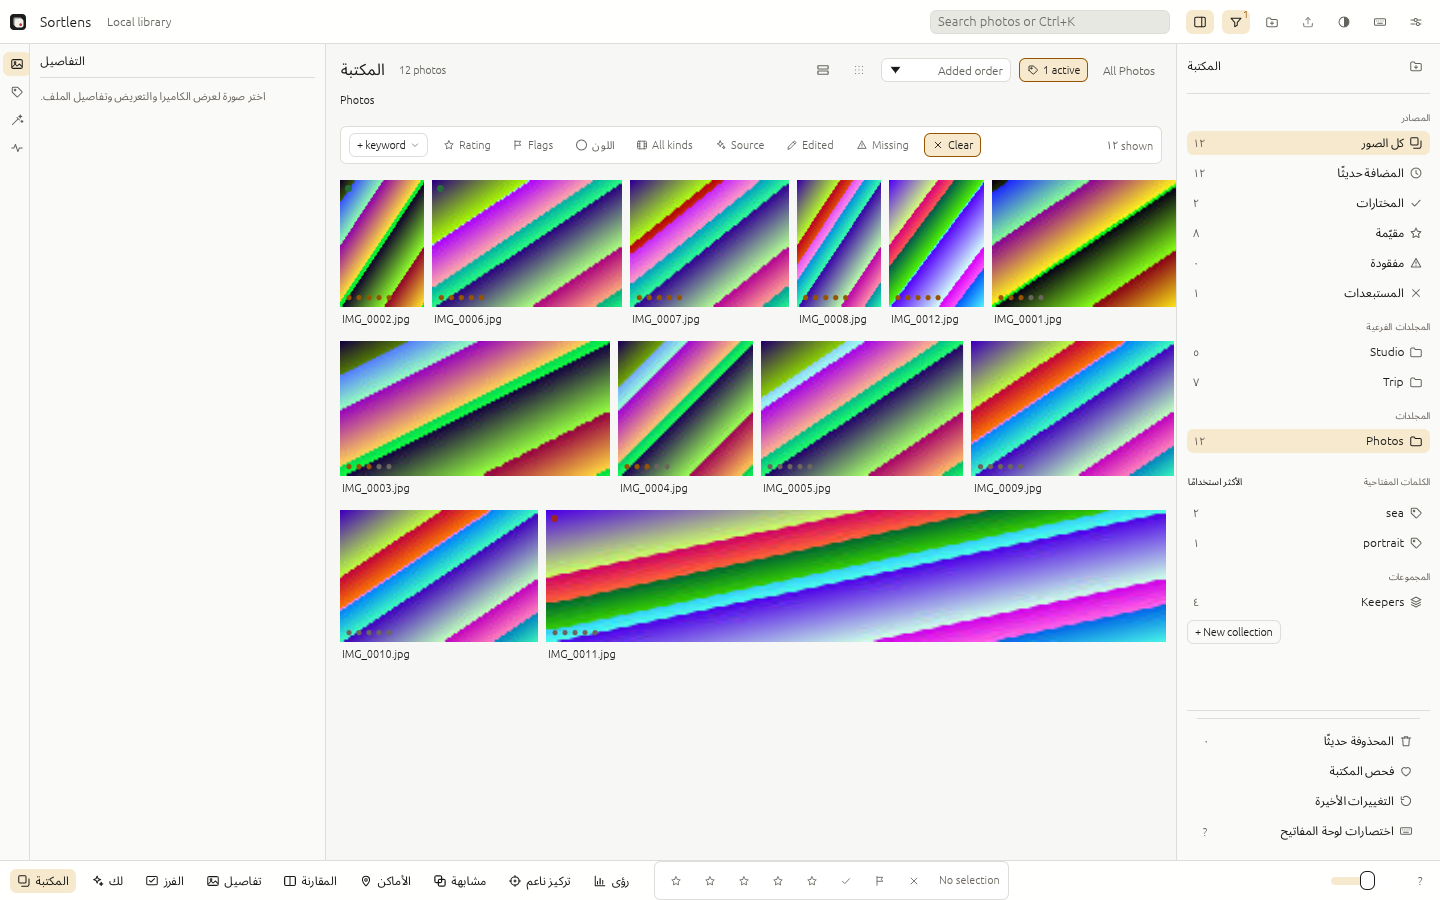 Sortlens
Local library
Search photos or Ctrl+K
1
التفاصيل
اختر صورة لعرض الكاميرا والتعريض وتفاصيل الملف.
المكتبة
12 photos
Added order
1 active
All Photos
Photos
+ keyword
Rating
Flags
اللون
All kinds
Source
Edited
Missing
Clear
١٢ shown
IMG_0002.jpg
IMG_0006.jpg
IMG_0007.jpg
IMG_0008.jpg
IMG_0012.jpg
IMG_0001.jpg
IMG_0003.jpg
IMG_0004.jpg
IMG_0005.jpg
IMG_0009.jpg
IMG_0010.jpg
IMG_0011.jpg
المكتبة
المصادر
كل الصور ١٢
المضافة حديثًا ١٢
المختارات ٢
مقيّمة ٨
مفقودة ٠
المستبعدات ١
المجلدات الفرعية
Studio ٥
Trip ٧
المجلدات
Photos ١٢
الكلمات المفتاحية الأكثر استخدامًا
sea ٢
portrait ١
المجموعات
Keepers ٤
+ New collection
المحذوفة حديثًا ٠
فحص المكتبة
التغييرات الأخيرة
اختصارات لوحة المفاتيح ?
المكتبة
لك
الفرز
تفاصيل
المقارنة
الأماكن
مشابهة
تركيز ناعم
رؤى
No selection
?